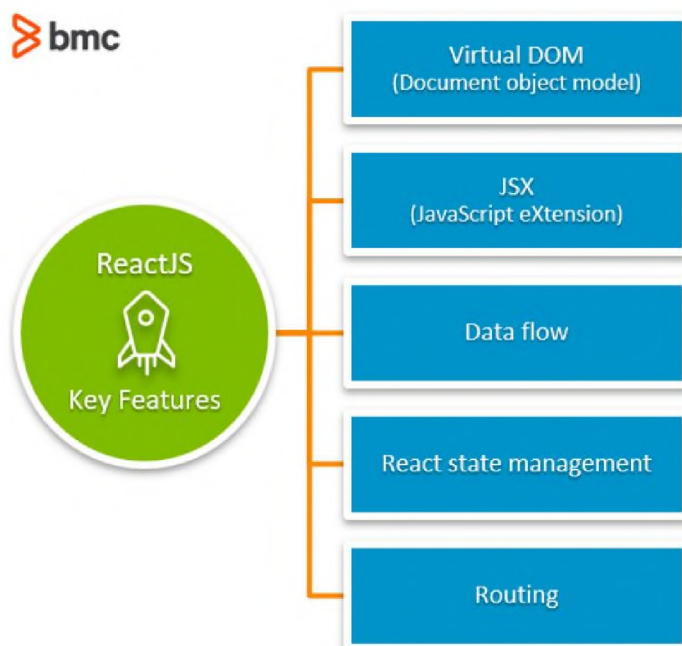 bmc
ReactJS
Key Features
Virtual DOM
(Document object model)
JSX
(JavaScript eXtension)
Data flow
React state management
Routing